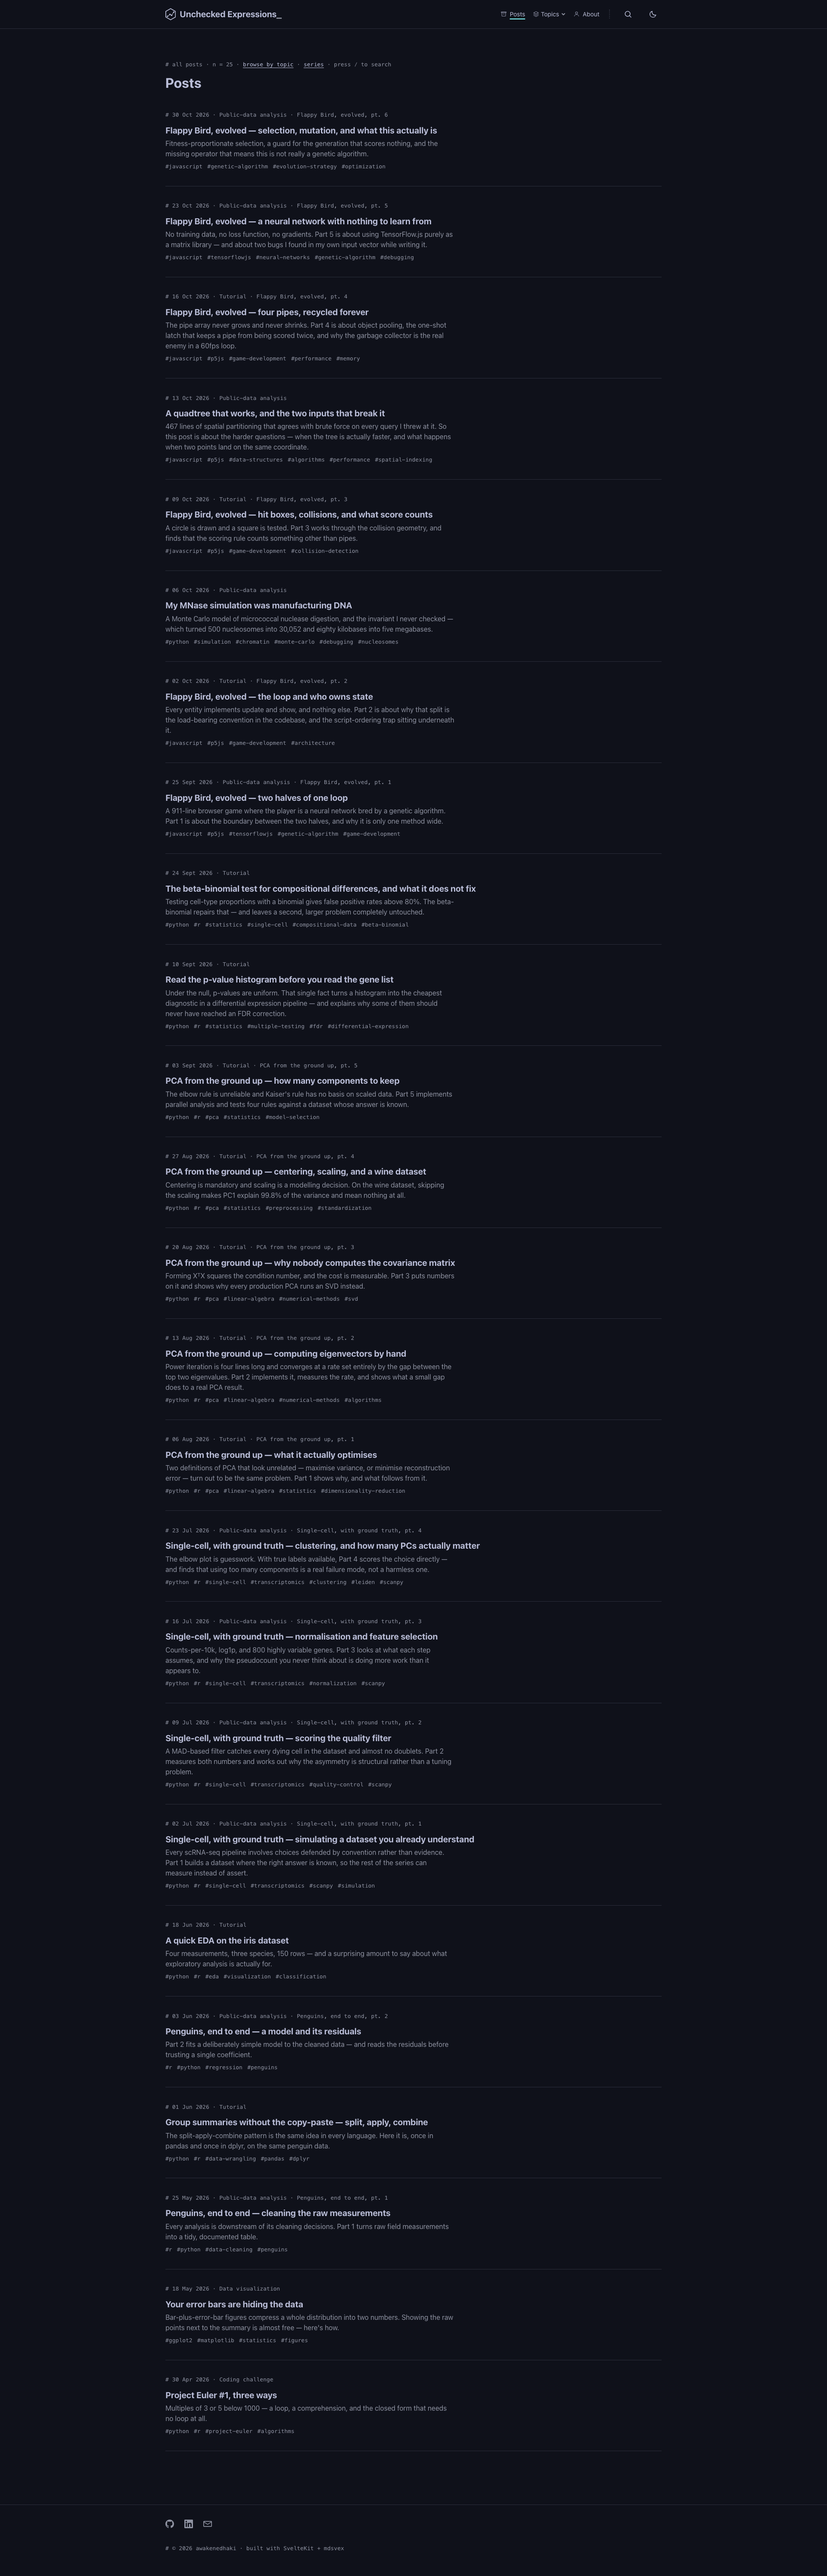 Unchecked Expressions_
Posts Topics About
# all posts · n = 25 · browse by topic · series · press / to search
Posts
# 30 Oct 2026 · Public-data analysis · Flappy Bird, evolved, pt. 6
Flappy Bird, evolved — selection, mutation, and what this actually is
Fitness-proportionate selection, a guard for the generation that scores nothing, and the
missing operator that means this is not really a genetic algorithm.
#javascript #genetic-algorithm #evolution-strategy #optimization
# 23 Oct 2026 · Public-data analysis · Flappy Bird, evolved, pt. 5
Flappy Bird, evolved — a neural network with nothing to learn from
No training data, no loss function, no gradients. Part 5 is about using TensorFlow.js purely as
a matrix library — and about two bugs I found in my own input vector while writing it.
#javascript #tensorflowjs #neural-networks #genetic-algorithm #debugging
# 16 Oct 2026 · Tutorial · Flappy Bird, evolved, pt. 4
Flappy Bird, evolved — four pipes, recycled forever
The pipe array never grows and never shrinks. Part 4 is about object pooling, the one-shot
latch that keeps a pipe from being scored twice, and why the garbage collector is the real
enemy in a 60fps loop.
#javascript #p5js #game-development #performance #memory
# 13 Oct 2026 · Public-data analysis
A quadtree that works, and the two inputs that break it
467 lines of spatial partitioning that agrees with brute force on every query I threw at it. So
this post is about the harder questions — when the tree is actually faster, and what happens
when two points land on the same coordinate.
#javascript #p5js #data-structures #algorithms #performance #spatial-indexing
# 09 Oct 2026 · Tutorial · Flappy Bird, evolved, pt. 3
Flappy Bird, evolved — hit boxes, collisions, and what score counts
A circle is drawn and a square is tested. Part 3 works through the collision geometry, and
finds that the scoring rule counts something other than pipes.
#javascript #p5js #game-development #collision-detection
# 06 Oct 2026 · Public-data analysis
My MNase simulation was manufacturing DNA
A Monte Carlo model of micrococcal nuclease digestion, and the invariant I never checked —
which turned 500 nucleosomes into 30,052 and eighty kilobases into five megabases.
#python #simulation #chromatin #monte-carlo #debugging #nucleosomes
# 02 Oct 2026 · Tutorial · Flappy Bird, evolved, pt. 2
Flappy Bird, evolved — the loop and who owns state
Every entity implements update and show, and nothing else. Part 2 is about why that split is
the load-bearing convention in the codebase, and the script-ordering trap sitting underneath
it.
#javascript #p5js #game-development #architecture
# 25 Sept 2026 · Public-data analysis · Flappy Bird, evolved, pt. 1
Flappy Bird, evolved — two halves of one loop
A 911-line browser game where the player is a neural network bred by a genetic algorithm.
Part 1 is about the boundary between the two halves, and why it is only one method wide.
#javascript #p5js #tensorflowjs #genetic-algorithm #game-development
# 24 Sept 2026 · Tutorial
The beta-binomial test for compositional differences, and what it does not fix
Testing cell-type proportions with a binomial gives false positive rates above 80%. The beta-
binomial repairs that — and leaves a second, larger problem completely untouched.
#python #r #statistics #single-cell #compositional-data #beta-binomial
# 10 Sept 2026 · Tutorial
Read the p-value histogram before you read the gene list
Under the null, p-values are uniform. That single fact turns a histogram into the cheapest
diagnostic in a differential expression pipeline — and explains why some of them should
never have reached an FDR correction.
#python #r #statistics #multiple-testing #fdr #differential-expression
# 03 Sept 2026 · Tutorial · PCA from the ground up, pt. 5
PCA from the ground up — how many components to keep
The elbow rule is unreliable and Kaiser's rule has no basis on scaled data. Part 5 implements
parallel analysis and tests four rules against a dataset whose answer is known.
#python #r #pca #statistics #model-selection
# 27 Aug 2026 · Tutorial · PCA from the ground up, pt. 4
PCA from the ground up — centering, scaling, and a wine dataset
Centering is mandatory and scaling is a modelling decision. On the wine dataset, skipping
the scaling makes PC1 explain 99.8% of the variance and mean nothing at all.
#python #r #pca #statistics #preprocessing #standardization
# 20 Aug 2026 · Tutorial · PCA from the ground up, pt. 3
PCA from the ground up — why nobody computes the covariance matrix
Forming XᵀX squares the condition number, and the cost is measurable. Part 3 puts numbers
on it and shows why every production PCA runs an SVD instead.
#python #r #pca #linear-algebra #numerical-methods #svd
# 13 Aug 2026 · Tutorial · PCA from the ground up, pt. 2
PCA from the ground up — computing eigenvectors by hand
Power iteration is four lines long and converges at a rate set entirely by the gap between the
top two eigenvalues. Part 2 implements it, measures the rate, and shows what a small gap
does to a real PCA result.
#python #r #pca #linear-algebra #numerical-methods #algorithms
# 06 Aug 2026 · Tutorial · PCA from the ground up, pt. 1
PCA from the ground up — what it actually optimises
Two definitions of PCA that look unrelated — maximise variance, or minimise reconstruction
error — turn out to be the same problem. Part 1 shows why, and what follows from it.
#python #r #pca #linear-algebra #statistics #dimensionality-reduction
# 23 Jul 2026 · Public-data analysis · Single-cell, with ground truth, pt. 4
Single-cell, with ground truth — clustering, and how many PCs actually matter
The elbow plot is guesswork. With true labels available, Part 4 scores the choice directly —
and finds that using too many components is a real failure mode, not a harmless one.
#python #r #single-cell #transcriptomics #clustering #leiden #scanpy
# 16 Jul 2026 · Public-data analysis · Single-cell, with ground truth, pt. 3
Single-cell, with ground truth — normalisation and feature selection
Counts-per-10k, log1p, and 800 highly variable genes. Part 3 looks at what each step
assumes, and why the pseudocount you never think about is doing more work than it
appears to.
#python #r #single-cell #transcriptomics #normalization #scanpy
# 09 Jul 2026 · Public-data analysis · Single-cell, with ground truth, pt. 2
Single-cell, with ground truth — scoring the quality filter
A MAD-based filter catches every dying cell in the dataset and almost no doublets. Part 2
measures both numbers and works out why the asymmetry is structural rather than a tuning
problem.
#python #r #single-cell #transcriptomics #quality-control #scanpy
# 02 Jul 2026 · Public-data analysis · Single-cell, with ground truth, pt. 1
Single-cell, with ground truth — simulating a dataset you already understand
Every scRNA-seq pipeline involves choices defended by convention rather than evidence.
Part 1 builds a dataset where the right answer is known, so the rest of the series can
measure instead of assert.
#python #r #single-cell #transcriptomics #scanpy #simulation
# 18 Jun 2026 · Tutorial
A quick EDA on the iris dataset
Four measurements, three species, 150 rows — and a surprising amount to say about what
exploratory analysis is actually for.
#python #r #eda #visualization #classification
# 03 Jun 2026 · Public-data analysis · Penguins, end to end, pt. 2
Penguins, end to end — a model and its residuals
Part 2 fits a deliberately simple model to the cleaned data — and reads the residuals before
trusting a single coefficient.
#r #python #regression #penguins
# 01 Jun 2026 · Tutorial
Group summaries without the copy-paste — split, apply, combine
The split-apply-combine pattern is the same idea in every language. Here it is, once in
pandas and once in dplyr, on the same penguin data.
#python #r #data-wrangling #pandas #dplyr
# 25 May 2026 · Public-data analysis · Penguins, end to end, pt. 1
Penguins, end to end — cleaning the raw measurements
Every analysis is downstream of its cleaning decisions. Part 1 turns raw field measurements
into a tidy, documented table.
#r #python #data-cleaning #penguins
# 18 May 2026 · Data visualization
Your error bars are hiding the data
Bar-plus-error-bar figures compress a whole distribution into two numbers. Showing the raw
points next to the summary is almost free — here's how.
#ggplot2 #matplotlib #statistics #figures
# 30 Apr 2026 · Coding challenge
Project Euler #1, three ways
Multiples of 3 or 5 below 1000 — a loop, a comprehension, and the closed form that needs
no loop at all.
#python #r #project-euler #algorithms
# © 2026 awakenedhaki · built with SvelteKit + mdsvex